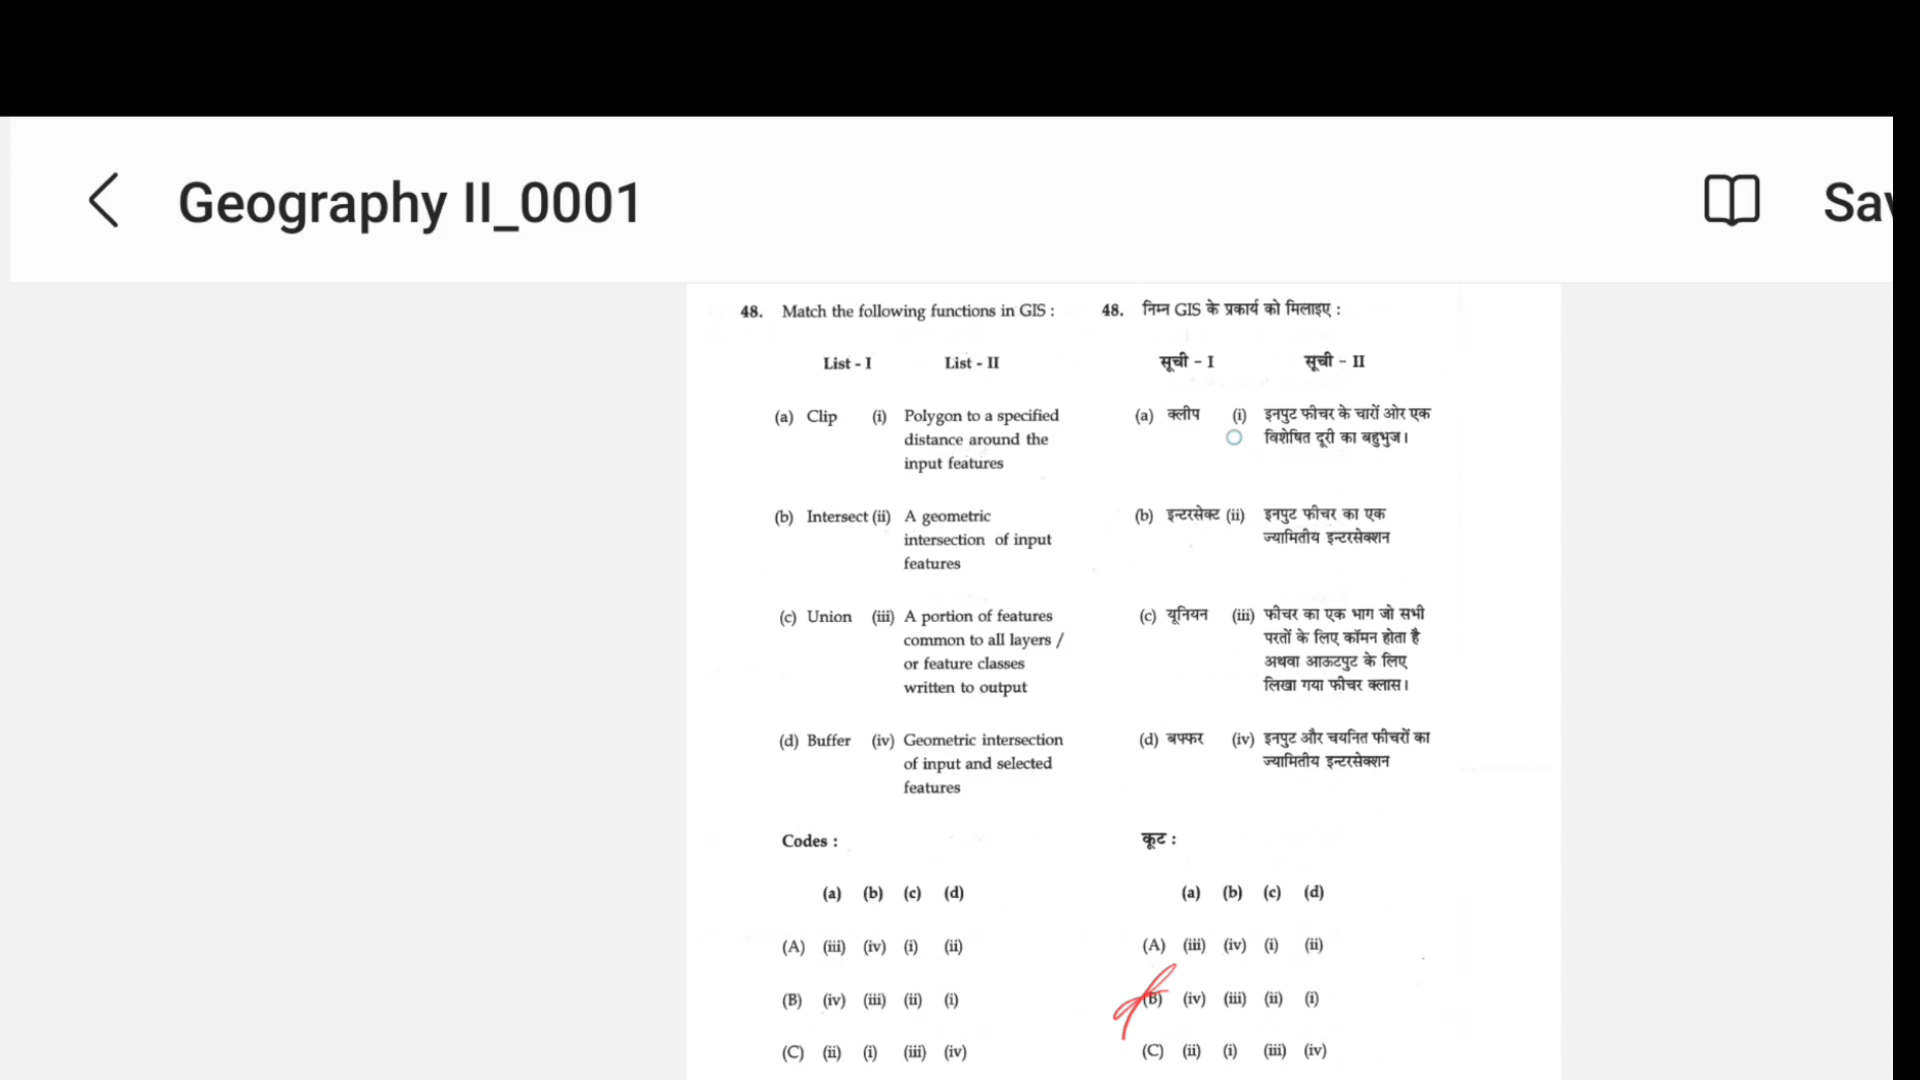 Geography II_0001
48. Match the following functions in GIS :
List - I List - II
(a) Clip (i) Polygon to a specified
distance around the
input features
(b) Intersect (ii) A geometric
intersection of input
features
(c) Union (iii) A portion of features
common to all layers /
or feature classes
written to output
(d) Buffer (iv) Geometric intersection
of input and selected
features
Codes :
(a) (b) (c) (d)
(A) (iii) (iv) (i) (ii)
(B) (iv) (iii) (ii) (i)
(C) (ii) (i) (iii) (iv)
48. निम्न GIS के प्रकार्य को मिलाइए :
सूची - I सूची - II
(a) क्लीप (i) इनपुट फीचर के चारों ओर एक
विशेषित दूरी का बहुभुज।
(b) इन्टरसेक्ट (ii) इनपुट फीचर का एक
ज्यामितीय इन्टरसेक्शन
(c) यूनियन (iii) फीचर का एक भाग जो सभी
परतों के लिए कॉमन होता है
अथवा आऊटपुट के लिए
लिखा गया फीचर क्लास।
(d) बफ्फर (iv) इनपुट और चयनित फीचरों का
ज्यामितीय इन्टरसेक्शन
कूट :
(a) (b) (c) (d)
(A) (iii) (iv) (i) (ii)
(B) (iv) (iii) (ii) (i)
(C) (ii) (i) (iii) (iv)